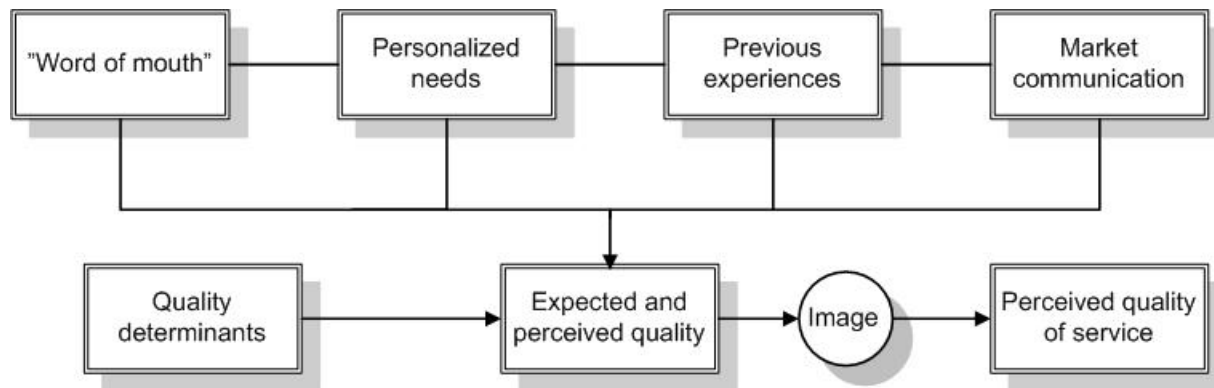 ”Word of mouth”
Personalized
needs
Previous
experiences
Market
communication
Quality
determinants
Expected and
perceived quality
Image
Perceived quality
of service